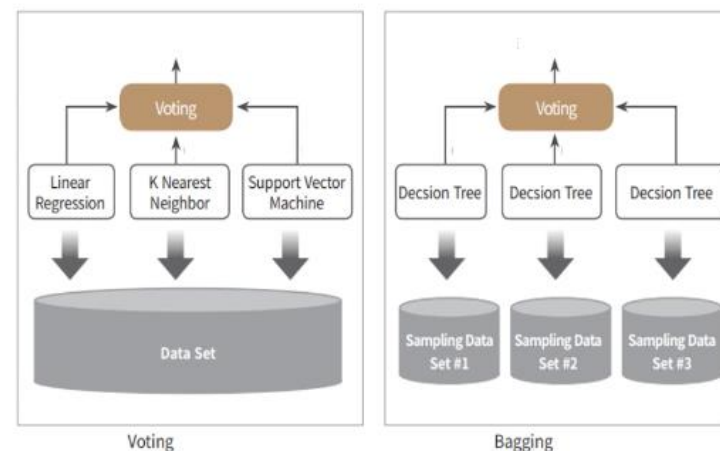 Voting
Linear
Regression
K Nearest
Neighbor
Support Vector
Machine
Data Set
Voting
Voting
Decsion Tree
Decsion Tree
Decsion Tree
Sampling Data
Set #1
Sampling Data
Set #2
Sampling Data
Set #3
Bagging